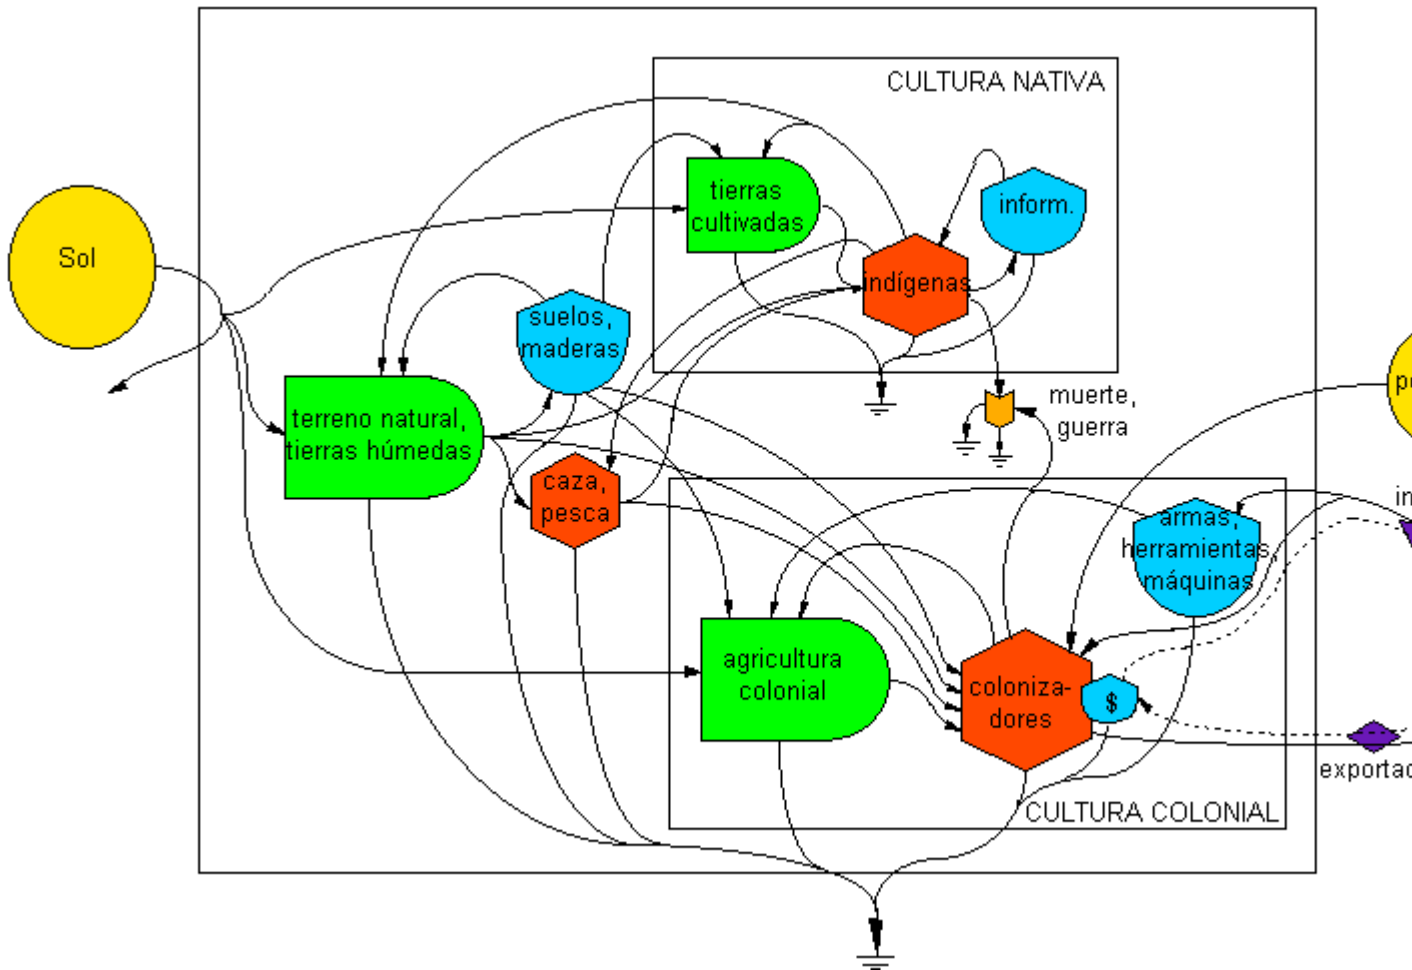 CULTURA NATIVA
tierras
cultivadas
inform.
Sol
indígenas
suelos,
maderas
muerte,
guerra
terreno natural,
tierras húmedas
caza,
pesca
armas,
herramientas,
máquinas
agricultura
colonial
coloniza-
dores
$
CULTURA COLONIAL